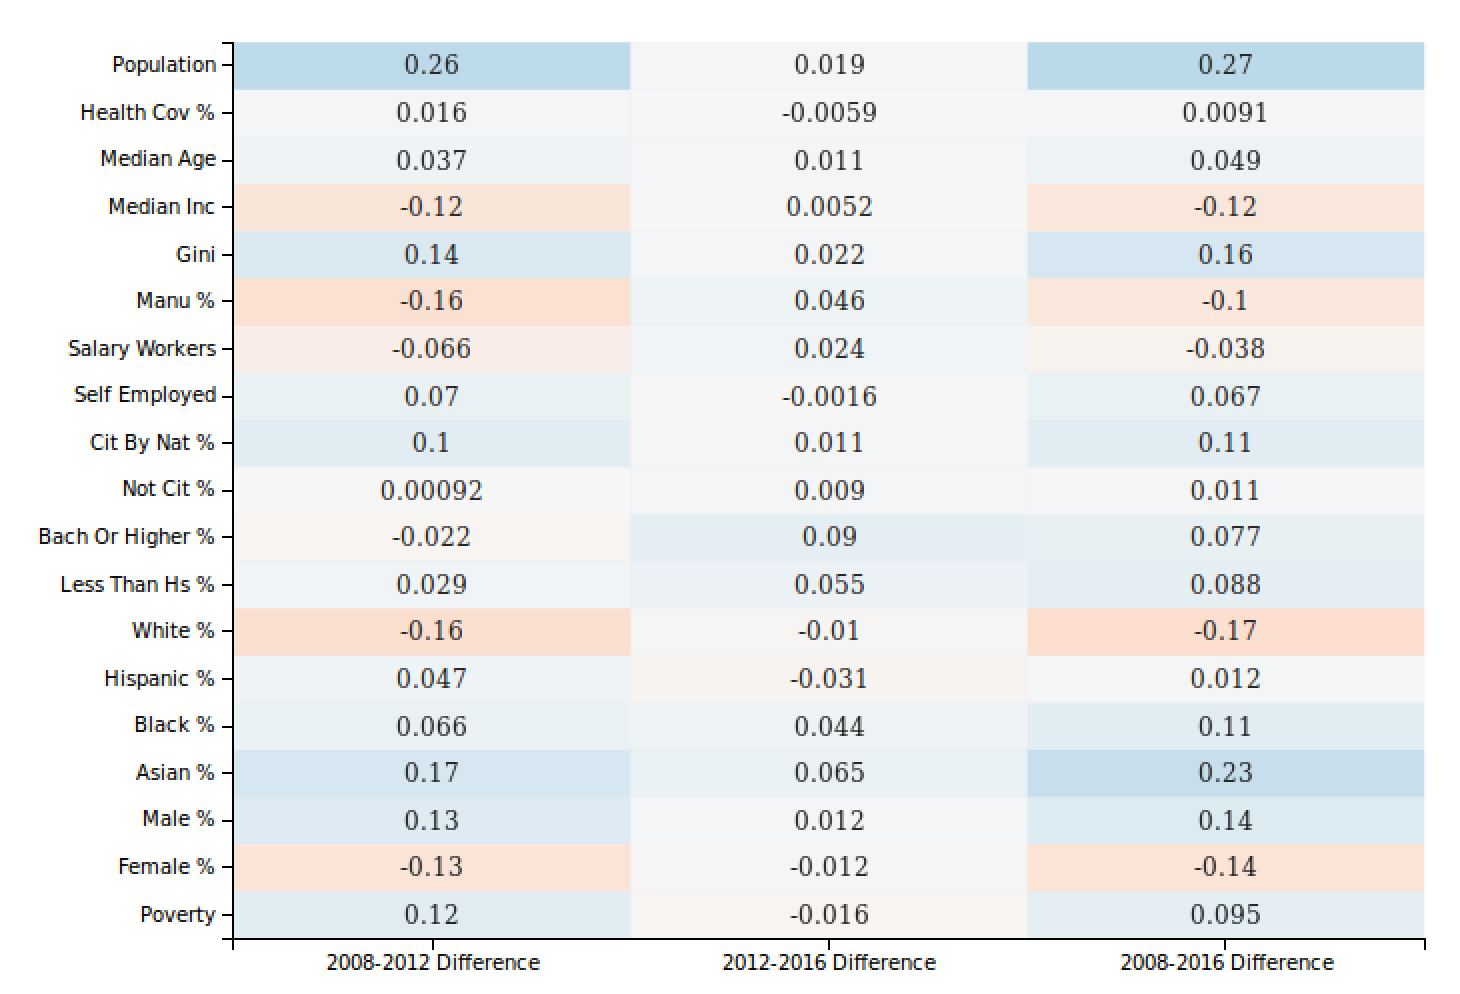 Population 0.26 0.019 0.27
Health Cov % 0.016 -0.0059 0.0091
Median Age 0.037 0.011 0.049
Median Inc -0.12 0.0052 -0.12
Gini 0.14 0.022 0.16
Manu % -0.16 0.046 -0.1
Salary Workers -0.066 0.024 -0.038
Self Employed 0.07 -0.0016 0.067
Cit By Nat % 0.1 0.011 0.11
Not Cit % 0.00092 0.009 0.011
Bach Or Higher % -0.022 0.09 0.077
Less Than Hs % 0.029 0.055 0.088
White % -0.16 -0.01 -0.17
Hispanic % 0.047 -0.031 0.012
Black % 0.066 0.044 0.11
Asian % 0.17 0.065 0.23
Male % 0.13 0.012 0.14
Female % -0.13 -0.012 -0.14
Poverty 0.12 -0.016 0.095
2008-2012 Difference 2012-2016 Difference 2008-2016 Difference